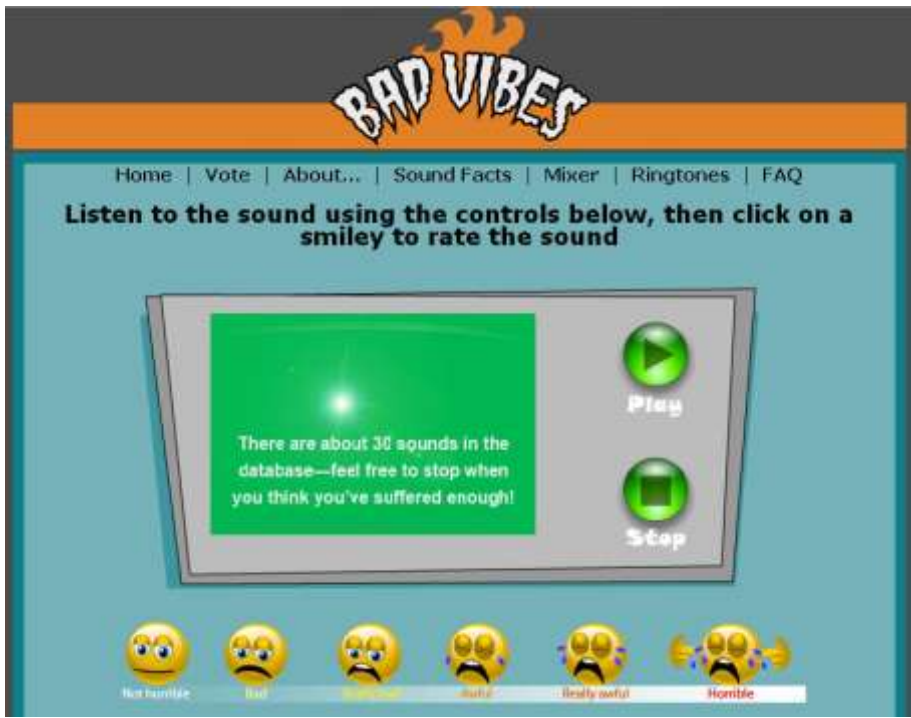 BAD VIBES
Home | Vote | About... | Sound Facts | Mixer | Ringtones | FAQ
Listen to the sound using the controls below, then click on a
smiley to rate the sound
There are about 30 sounds in the
database—feel free to stop when
you think you've suffered enough!
Play
Stop
Not horrible Bad Really bad Awful Really awful Horrible